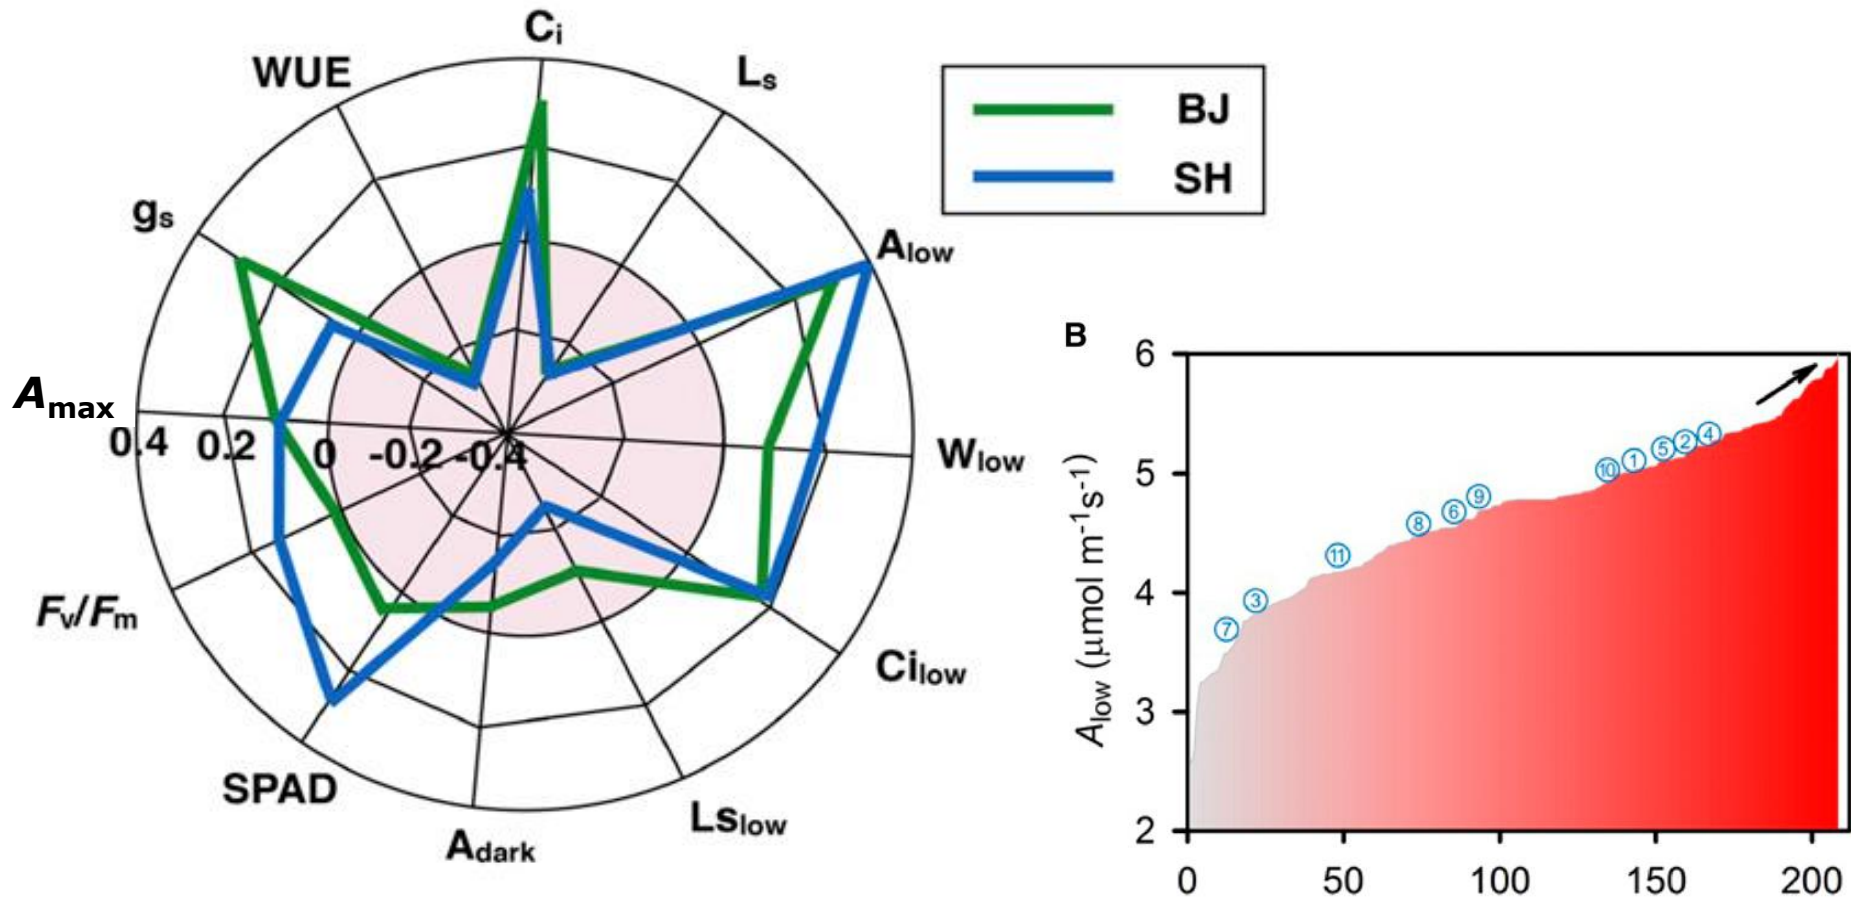 Ci
WUE
Ls
BJ
SH
gs
Alow
Amax
0.4 0.2 0 -0.2 -0.4
Wlow
Fv/Fm
Cilow
SPAD
Adark
Lslow
B
6
5
4
3
2
Alow (μmol m-1s-1)
7
3
11
8
6
9
10
1
5
2
4
0 50 100 150 200